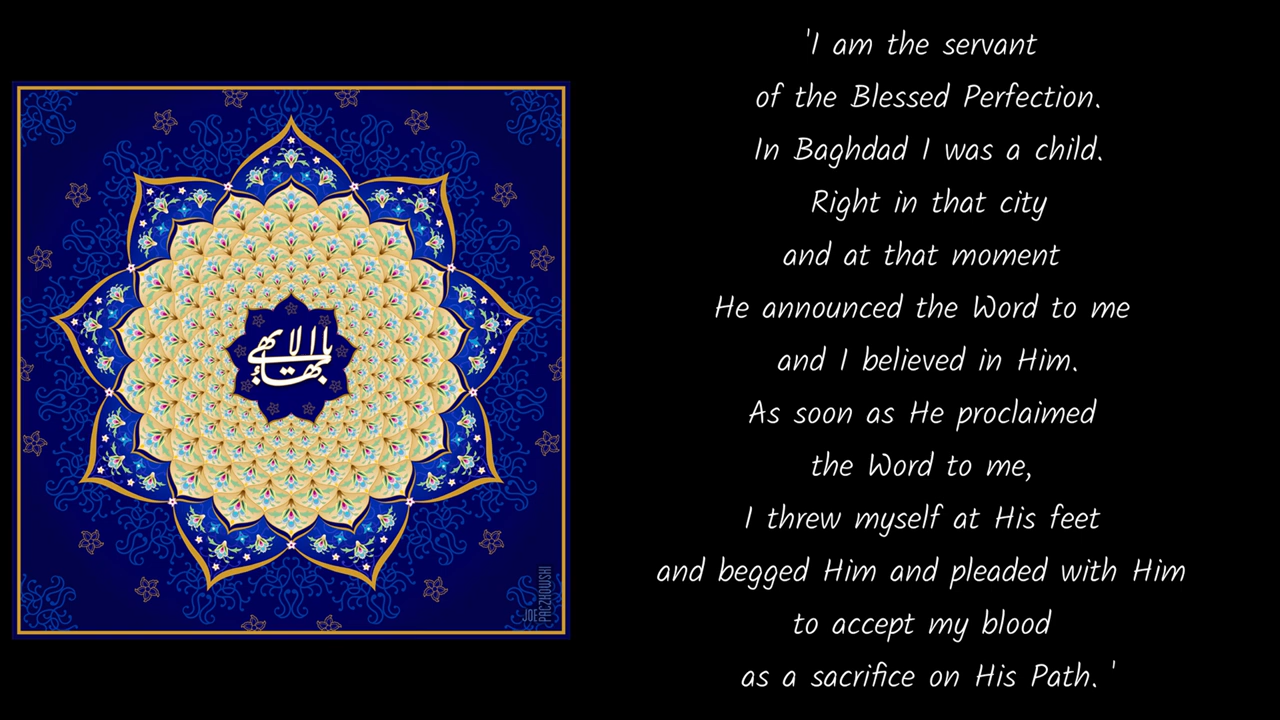 يا بهاء الابهى
JOE
PACZKOWSKI
'I am the servant
of the Blessed Perfection.
In Baghdad I was a child.
Right in that city
and at that moment
He announced the Word to me
and I believed in Him.
As soon as He proclaimed
the Word to me,
I threw myself at His feet
and begged Him and pleaded with Him
to accept my blood
as a sacrifice on His Path. '